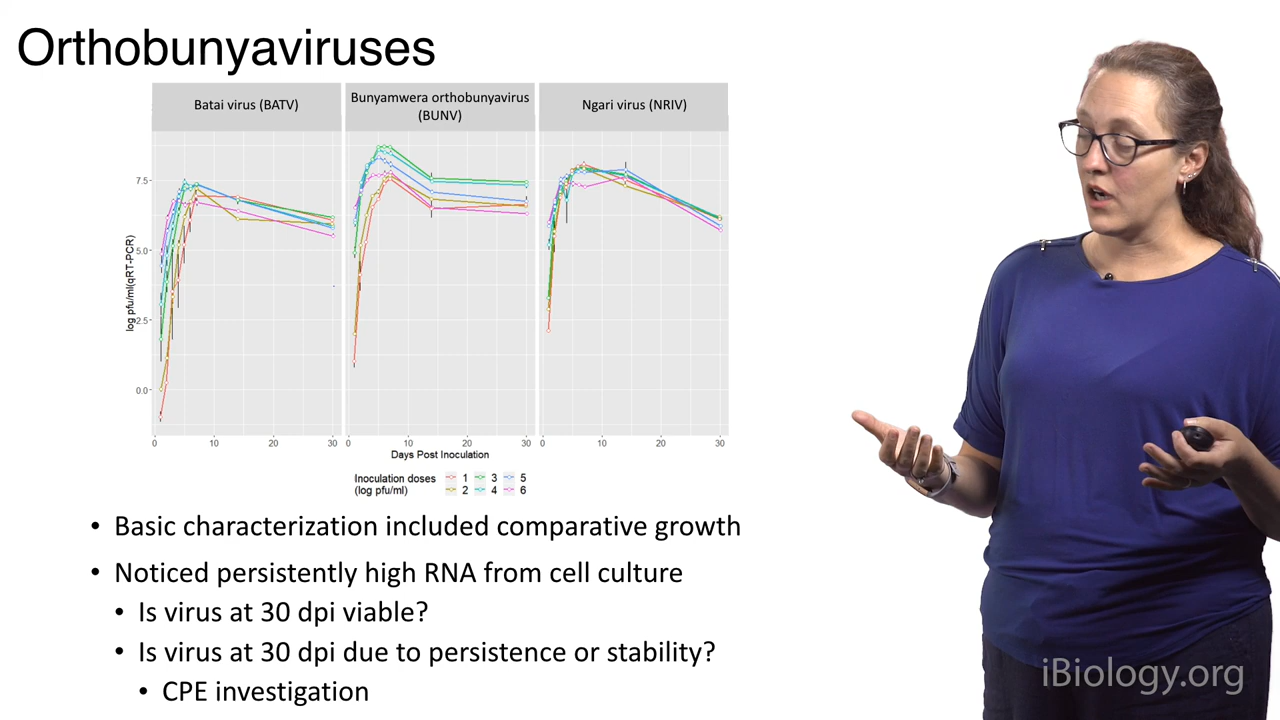 Orthobunyaviruses
Batai virus (BATV)
Bunyamwera orthobunyavirus
(BUNV)
Ngari virus (NRIV)
log pfu/ml(qRT-PCR)
7.5
5.0
2.5
0.0
0 10 20 30
0 10 20 30
0 10 20 30
Days Post Inoculation
Inoculation doses
(log pfu/ml)
1 3 5
2 4 6
• Basic characterization included comparative growth
• Noticed persistently high RNA from cell culture
• Is virus at 30 dpi viable?
• Is virus at 30 dpi due to persistence or stability?
• CPE investigation
iBiology.org